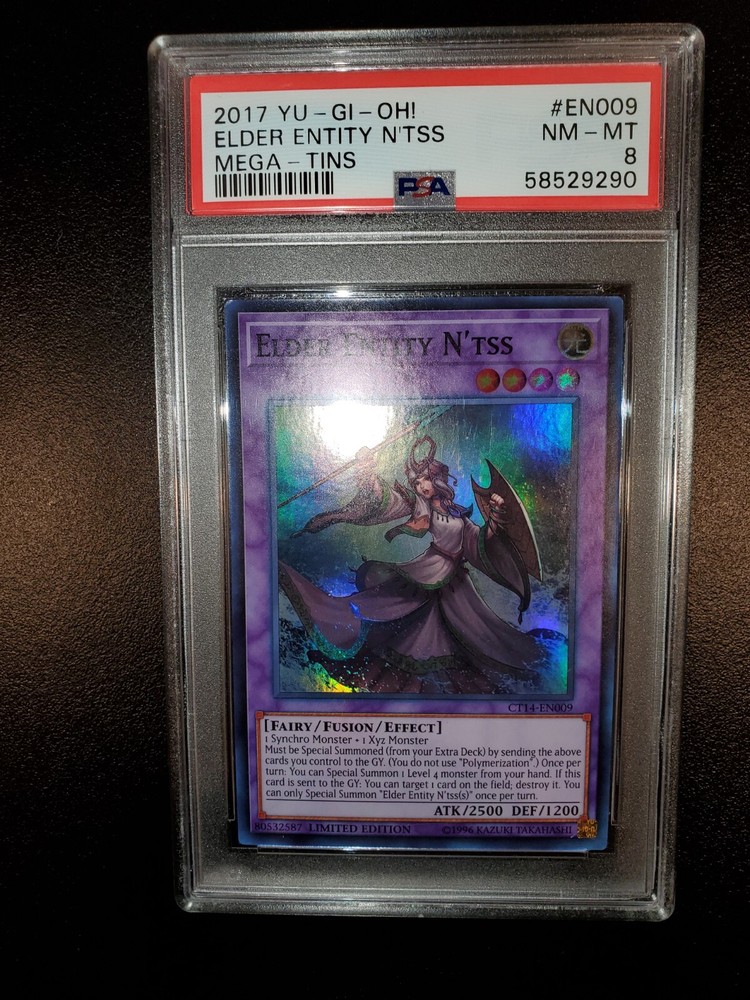 2017 YU-GI-OH! #EN009
ELDER ENTITY N'TSS NM-MT
MEGA-TINS 8
PSA 58529290
ELDER ENTITY N'TSS 光
CT14-EN009
[FAIRY/FUSION/EFFECT]
1 Synchro Monster + 1 Xyz Monster
Must be Special Summoned (from your Extra Deck) by sending the above
cards you control to the GY. (You do not use "Polymerization".) Once per
turn: You can Special Summon 1 Level 4 monster from your hand. If this
card is sent to the GY: You can target 1 card on the field; destroy it. You
can only Special Summon "Elder Entity N'tss(s)" once per turn.
ATK/2500 DEF/1200
80532587 LIMITED EDITION ©1996 KAZUKI TAKAHASHI